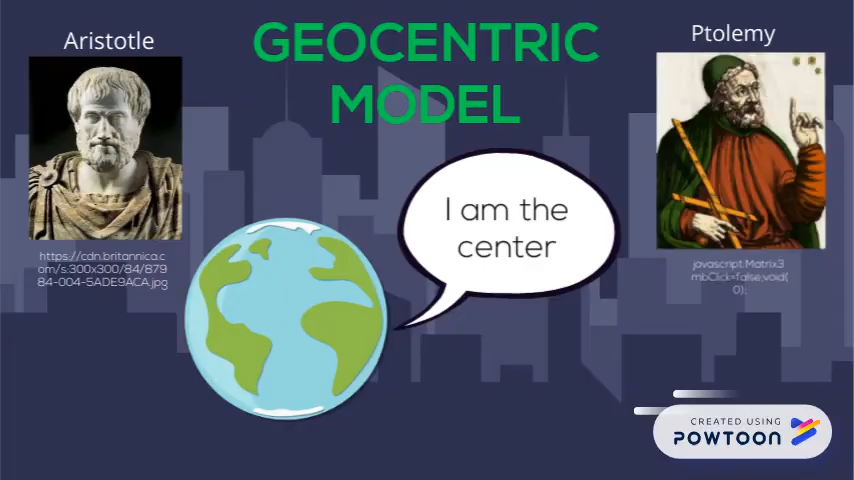 Aristotle
GEOCENTRIC
MODEL
Ptolemy
I am the
center
https://cdn.britannica.c
om/s:300x300/84/879
84-004-5ADE9ACA.jpg
javascript:Matrix3
mbClick=false;void(
0);
CREATED USING
POWTOON